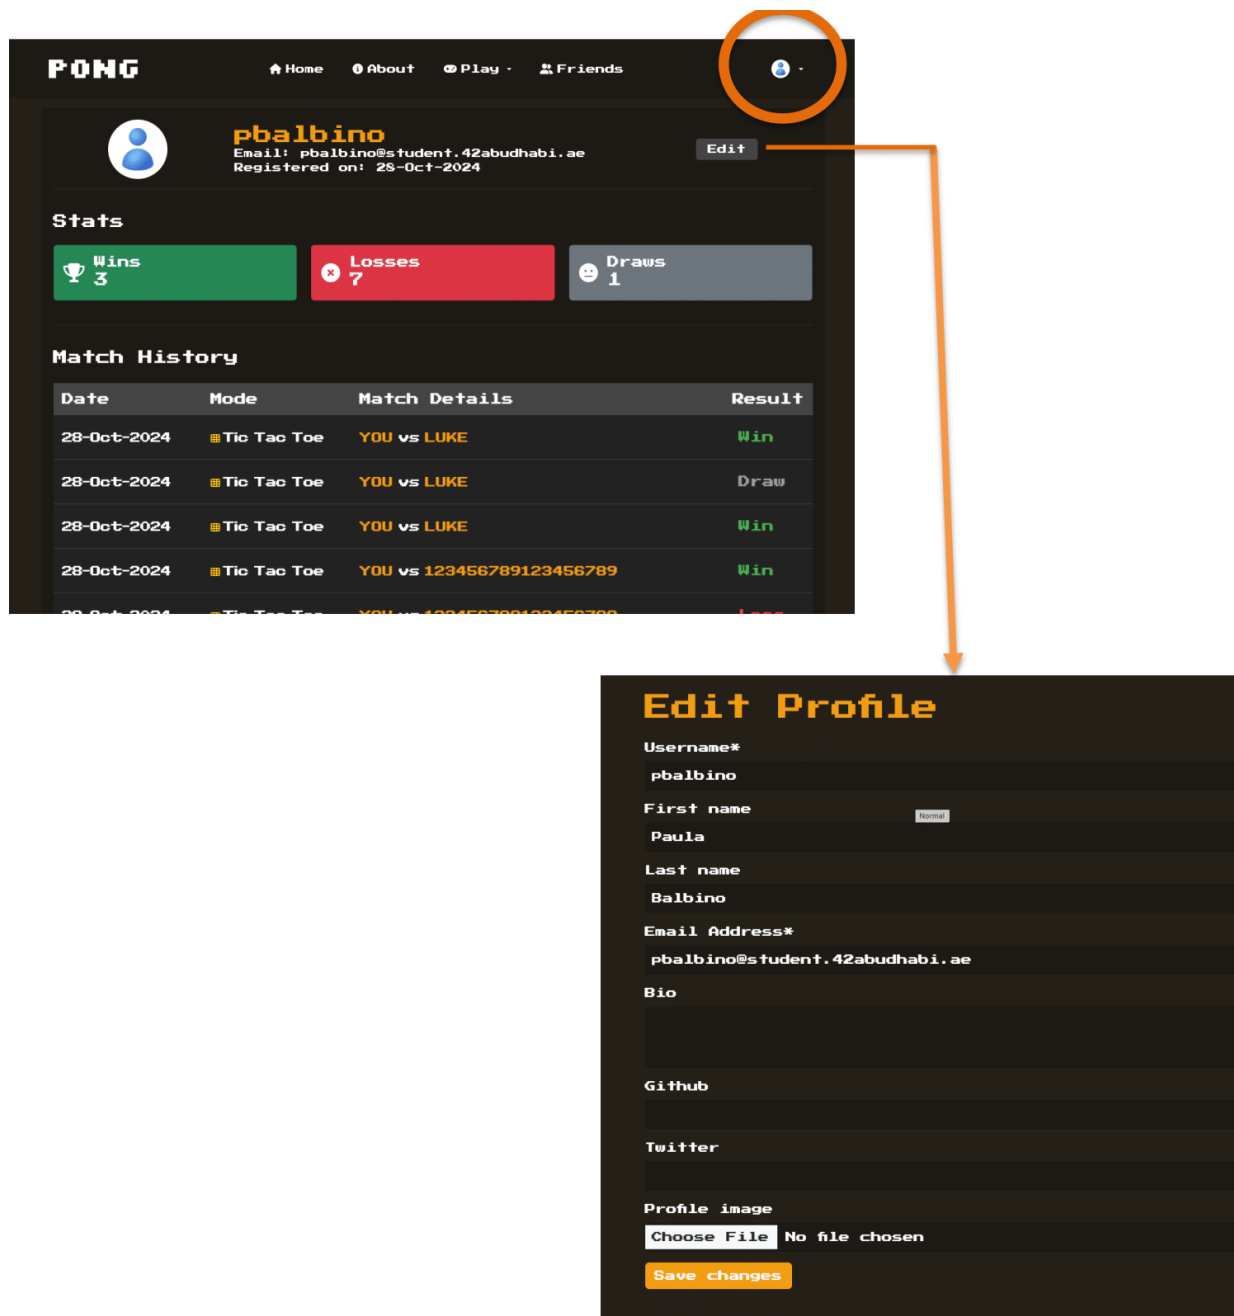 PONG
Home About Play Friends
pbalbino
Email: pbalbino@student.42abudhabi.ae
Registered on: 28-Oct-2024
Edit
Stats
Wins
3
Losses
7
Draws
1
Match History
Date Mode Match Details Result
28-Oct-2024 Tic Tac Toe YOU vs LUKE Win
28-Oct-2024 Tic Tac Toe YOU vs LUKE Draw
28-Oct-2024 Tic Tac Toe YOU vs LUKE Win
28-Oct-2024 Tic Tac Toe YOU vs 123456789123456789 Win
Edit Profile
Username*
pbalbino
First name
Normal
Paula
Last name
Balbino
Email Address*
pbalbino@student.42abudhabi.ae
Bio
Github
Twitter
Profile image
Choose File No file chosen
Save changes